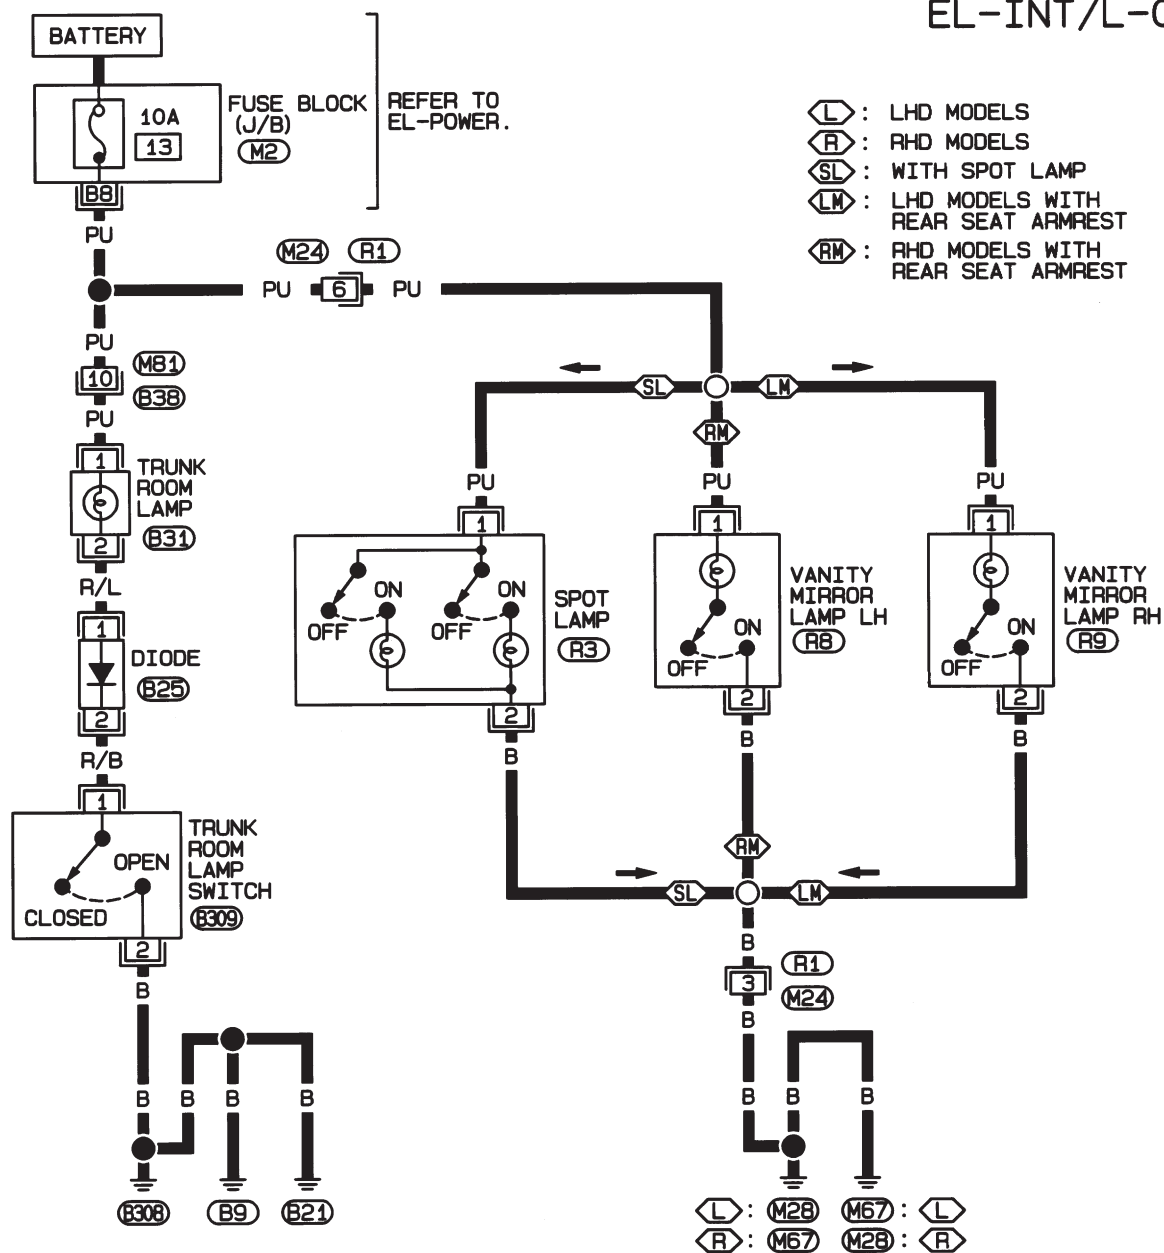 EL-INT/L-
BATTERY
10A
13
FUSE BLOCK
(J/B)
M2
REFER TO
EL-POWER.
L : LHD MODELS
R : RHD MODELS
SL : WITH SPOT LAMP
LM : LHD MODELS WITH
REAR SEAT ARMREST
RM : RHD MODELS WITH
REAR SEAT ARMREST
B8
PU
M24 R1
PU 6 PU
PU
10
M81
B38
PU
SL LM
RM
1
TRUNK
ROOM
LAMP
B31
2
R/L
PU PU PU
1 1 1
ON ON
OFF OFF
SPOT
LAMP
R3
2
VANITY
MIRROR
LAMP LH
R8
ON
OFF
2
VANITY
MIRROR
LAMP RH
R9
ON
OFF
2
1
DIODE
B25
2
R/B
B B B
1
TRUNK
ROOM
LAMP
SWITCH
B309
OPEN
CLOSED
2
B
RM
SL LM
B
3
R1
M24
B
B B B B
B B B
B308 B9 B21
L : M28 M67 : L
R : M67 M28 : R